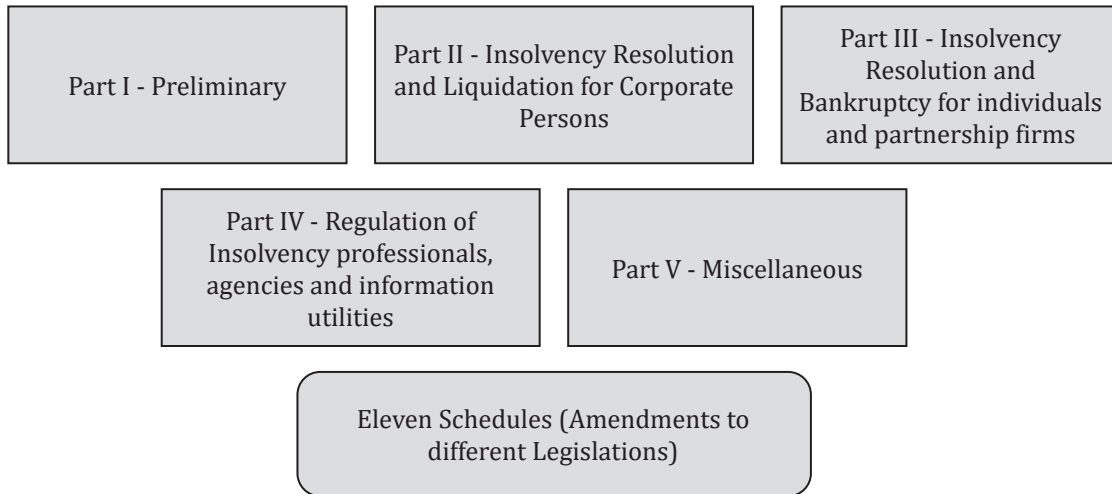 Part I - Preliminary
Part II - Insolvency Resolution
and Liquidation for Corporate
Persons
Part III - Insolvency
Resolution and
Bankruptcy for individuals
and partnership firms
Part IV - Regulation of
Insolvency professionals,
agencies and information
utilities
Part V - Miscellaneous
Eleven Schedules (Amendments to
different Legislations)